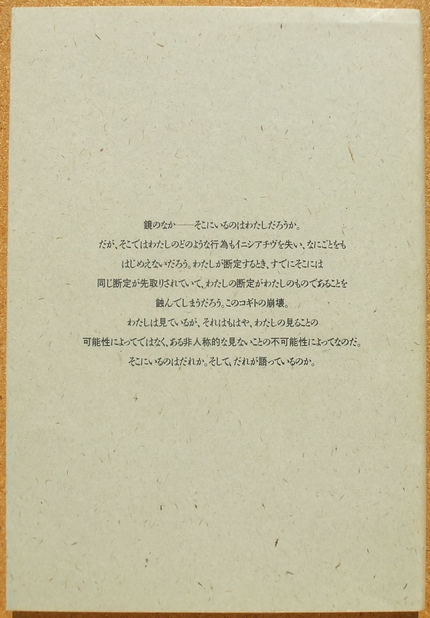 鏡のなか――そこにいるのはわたしだろうか。
だが、そこではわたしのどのような行為もイニシアチヴを失い、なにごとをも
はじめえないだろう。わたしが断定するとき、すでにそこには
同じ断定が先取りされていて、わたしの断定がわたしのものであることを
蝕んでしまうだろう。このコギトの崩壊。
わたしは見ているが、それはもはや、わたしの見ることの
可能性によってではなく、ある非人称的な見ないことの不可能性によってなのだ。
そこにいるのはだれか。そして、だれが語っているのか。